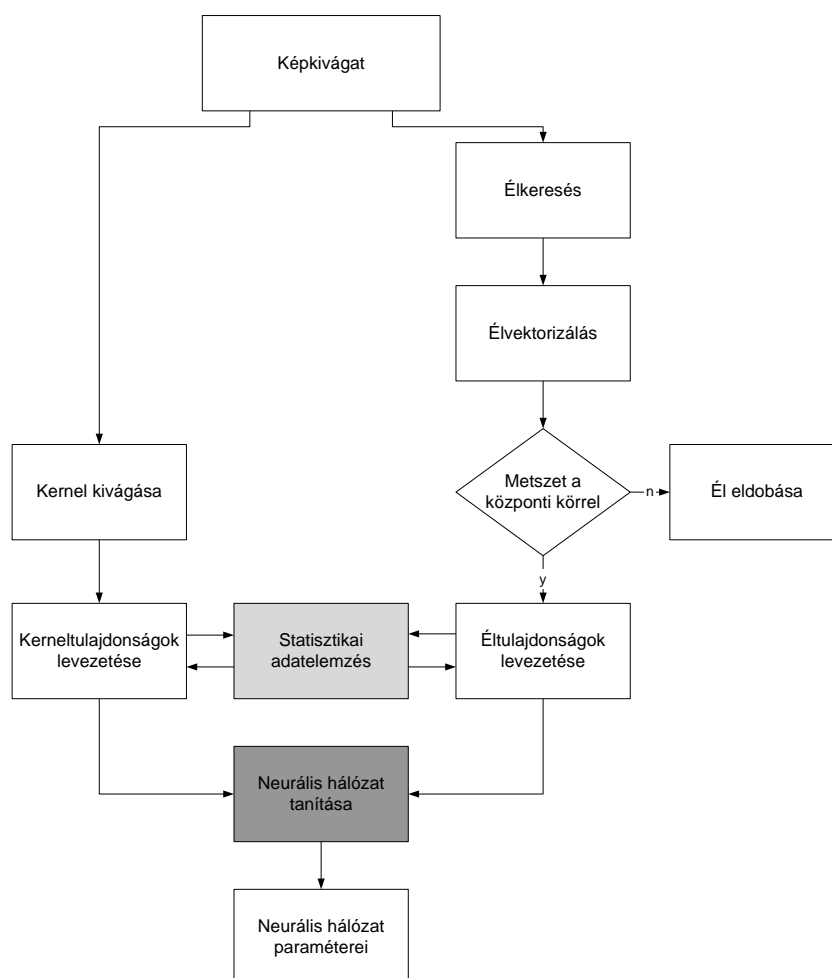 Képkivágat
Élkeresés
Élvektorizálás
Metszet a
központi körrel
n
Él eldobása
Kernel kivágása
y
Kerneltulajdonságok
levezetése
Statisztikai
adatelemzés
Éltulajdonságok
levezetése
Neurális hálózat
tanítása
Neurális hálózat
paraméterei